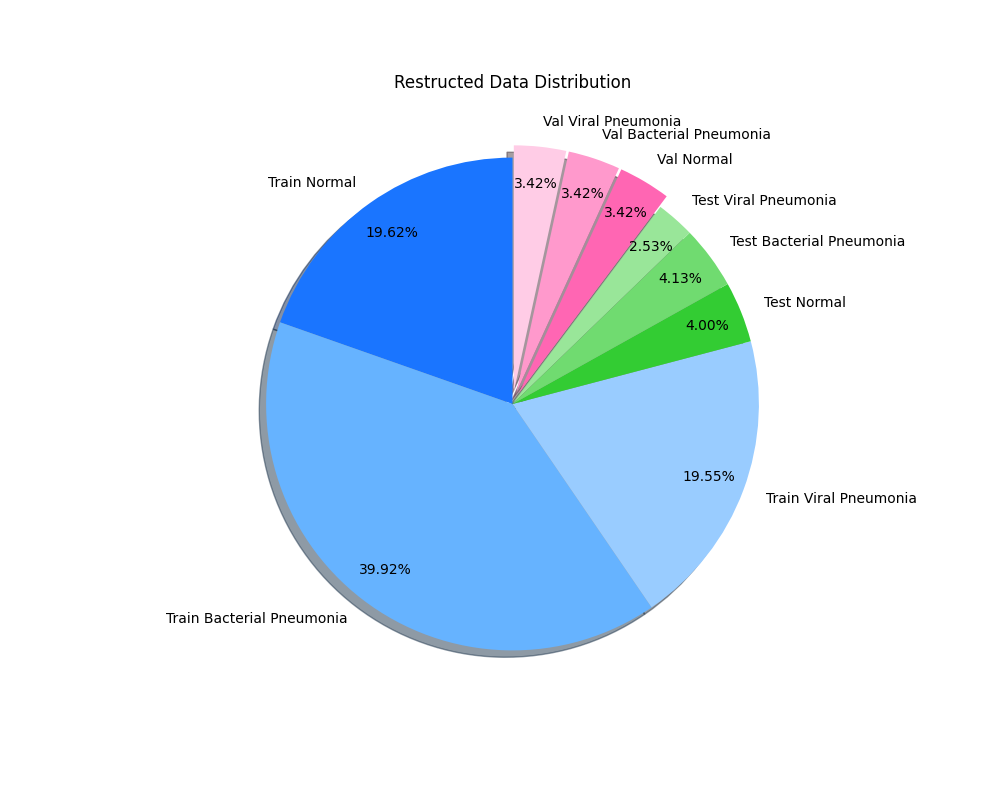 Restructed Data Distribution
Val Viral Pneumonia
Val Bacterial Pneumonia
Val Normal
Train Normal
3.42%
3.42%
3.42%
Test Viral Pneumonia
19.62%
2.53%
Test Bacterial Pneumonia
4.13%
Test Normal
4.00%
19.55%
Train Viral Pneumonia
39.92%
Train Bacterial Pneumonia